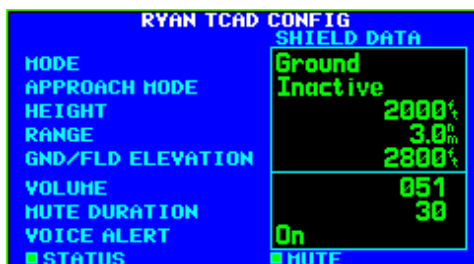 RYAN TCAD CONFIG
SHIELD DATA
MODE Ground
APPROACH MODE Inactive
HEIGHT 2000ft
RANGE 3.0nm
GND/FLD ELEVATION 2800ft
VOLUME 051
MUTE DURATION 30
VOICE ALERT On
STATUS MUTE